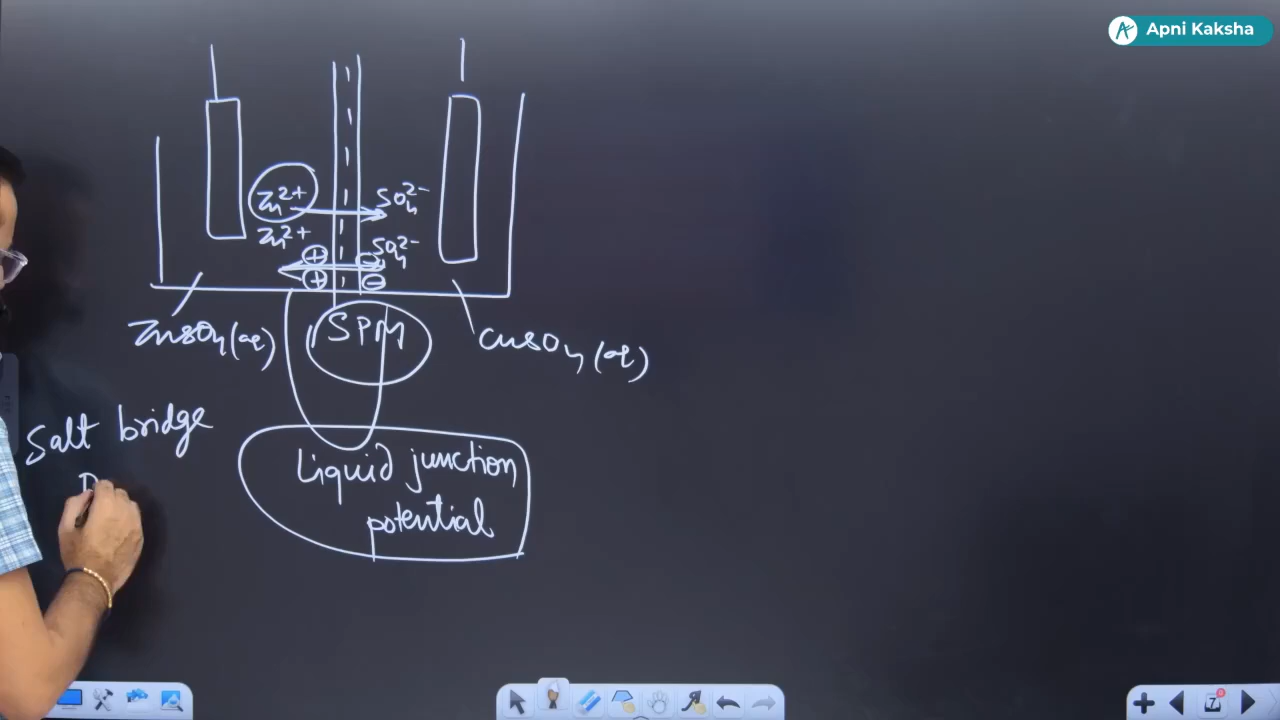 Apni Kaksha
Zn²⁺ SO₄²⁻
Zn²⁺ SO₄²⁻
⊕ ⊖
⊕ ⊖
ZnSO₄(aq) SPM CuSO₄(aq)
Salt bridge
Liquid junction
potential